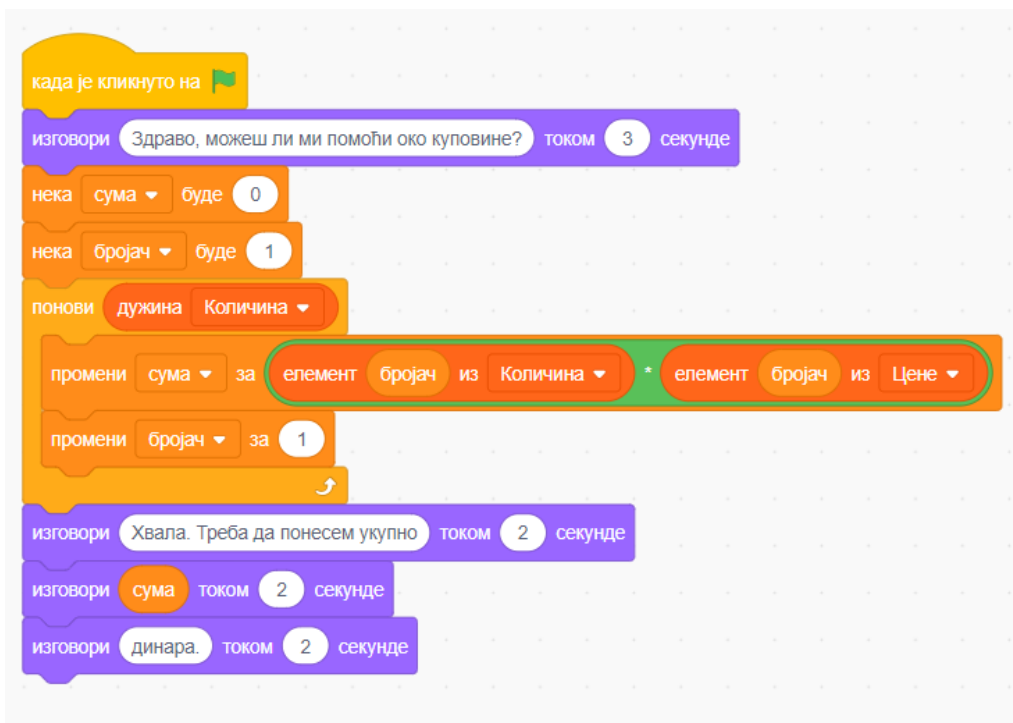 када је кликнуто на
изговори Здраво, можеш ли ми помоћи око куповине? током 3 секунде
нека сума буде 0
нека бројач буде 1
понови дужина Количина
промени сума за елемент бројач из Количина * елемент бројач из Цене
промени бројач за 1
изговори Хвала. Треба да понесем укупно током 2 секунде
изговори сума током 2 секунде
изговори динара. током 2 секунде